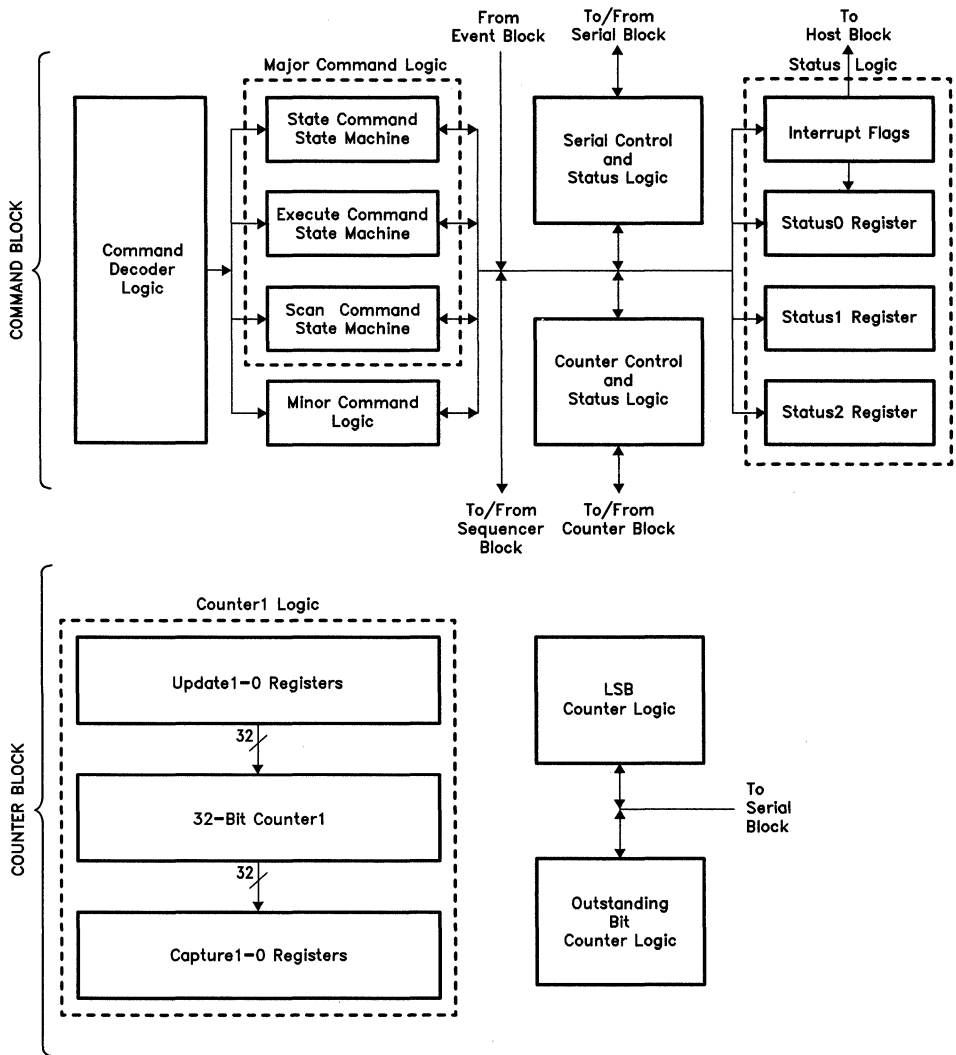 From
Event Block
To/From
Serial Block
To
Host Block
Major Command Logic
Status Logic
COMMAND BLOCK
Command
Decoder
Logic
State Command
State Machine
Execute Command
State Machine
Scan Command
State Machine
Minor Command
Logic
Serial Control
and
Status Logic
Counter Control
and
Status Logic
Interrupt Flags
Status0 Register
Status1 Register
Status2 Register
To/From
Sequencer
Block
To/From
Counter Block
COUNTER BLOCK
Counter1 Logic
Update1-0 Registers
32
32-Bit Counter1
32
Capture1-0 Registers
LSB
Counter Logic
To
Serial
Block
Outstanding
Bit
Counter Logic